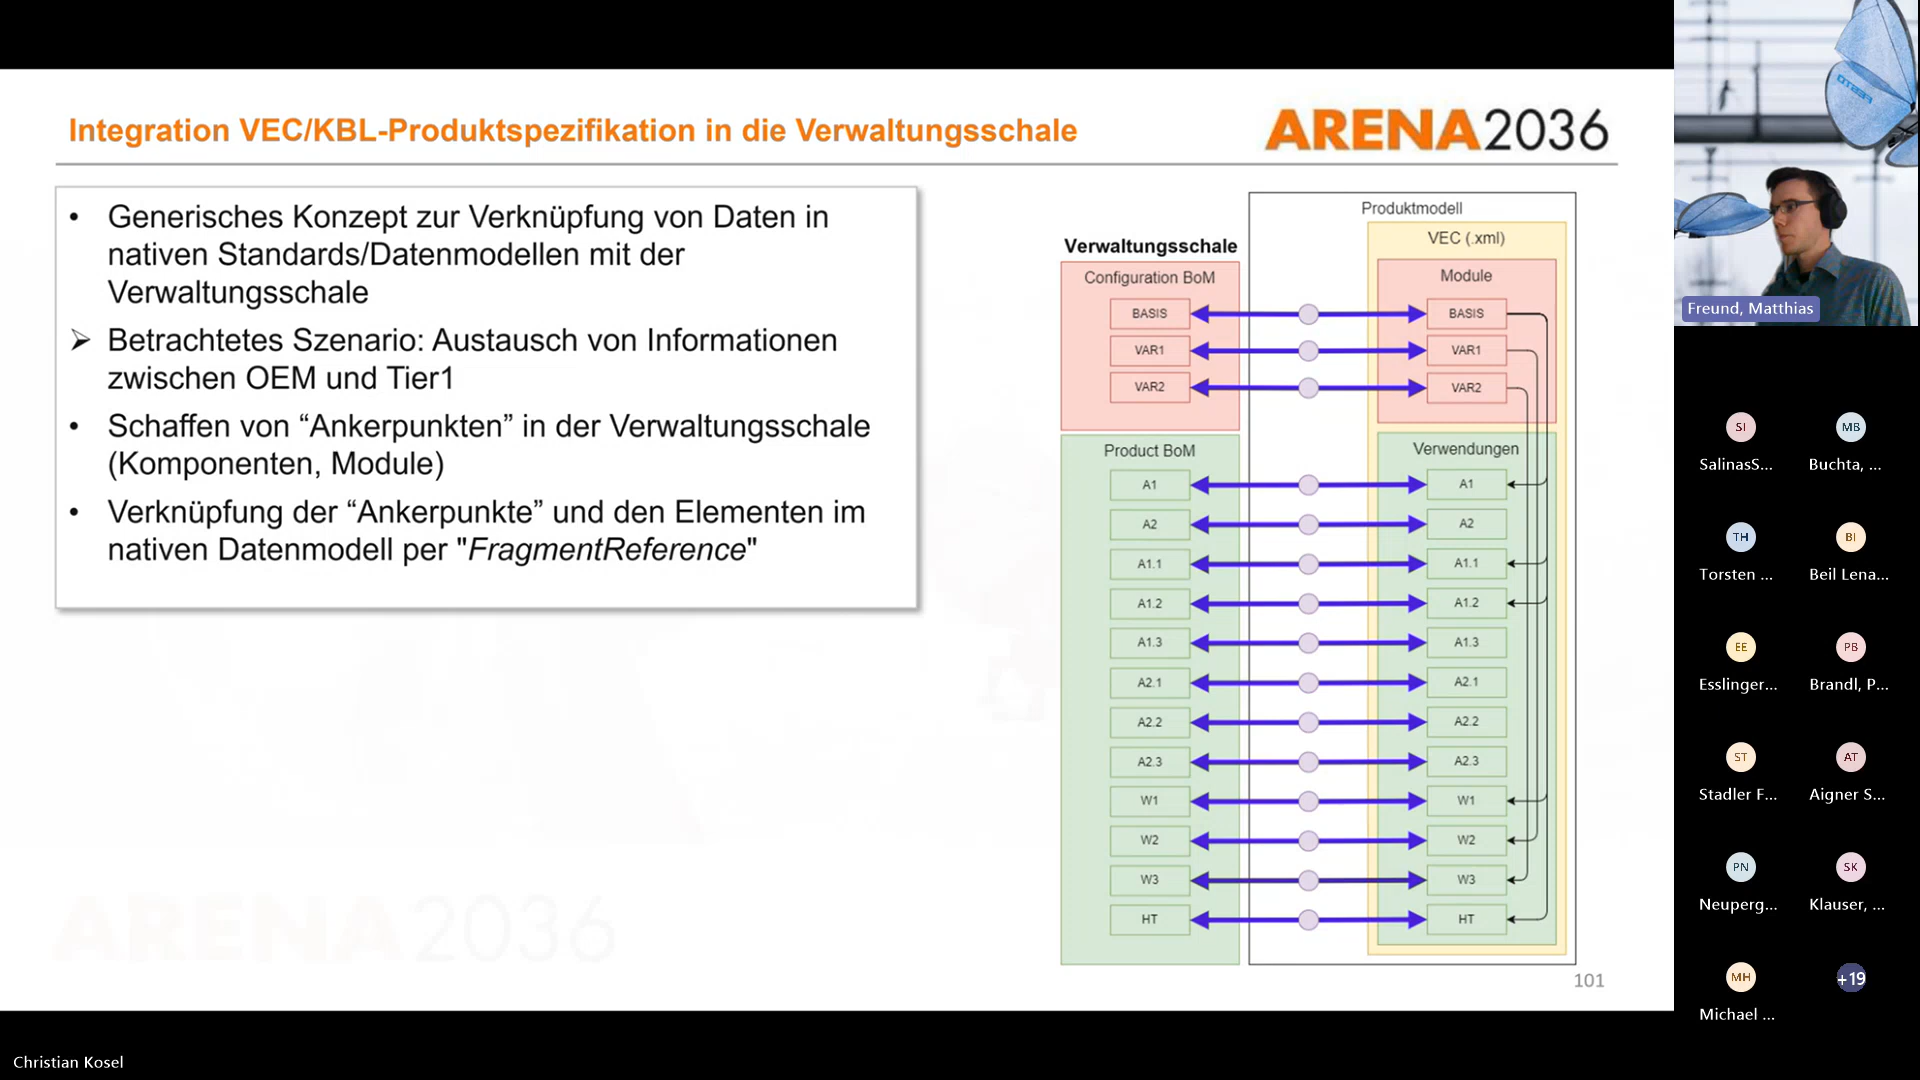 Integration VEC/KBL-Produktspezifikation in die Verwaltungsschale
ARENA2036
• Generisches Konzept zur Verknüpfung von Daten in
nativen Standards/Datenmodellen mit der
Verwaltungsschale
➢ Betrachtetes Szenario: Austausch von Informationen
zwischen OEM und Tier1
• Schaffen von “Ankerpunkten” in der Verwaltungsschale
(Komponenten, Module)
• Verknüpfung der “Ankerpunkte” und den Elementen im
nativen Datenmodell per "FragmentReference"
Verwaltungsschale
Configuration BoM
BASIS
VAR1
VAR2
Product BoM
A1
A2
A1.1
A1.2
A1.3
A2.1
A2.2
A2.3
W1
W2
W3
HT
Produktmodell
VEC (.xml)
Module
BASIS
VAR1
VAR2
Verwendungen
A1
A2
A1.1
A1.2
A1.3
A2.1
A2.2
A2.3
W1
W2
W3
HT
ARENA2036
101
Christian Kosel
FESTO
Freund, Matthias
SI
SalinasS...
MB
Buchta, ...
TH
Torsten ...
BI
Beil Lena...
EE
Esslinger...
PB
Brandl, P...
ST
Stadler F...
AT
Aigner S...
PN
Neuperg...
SK
Klauser, ...
MH
Michael ...
+19